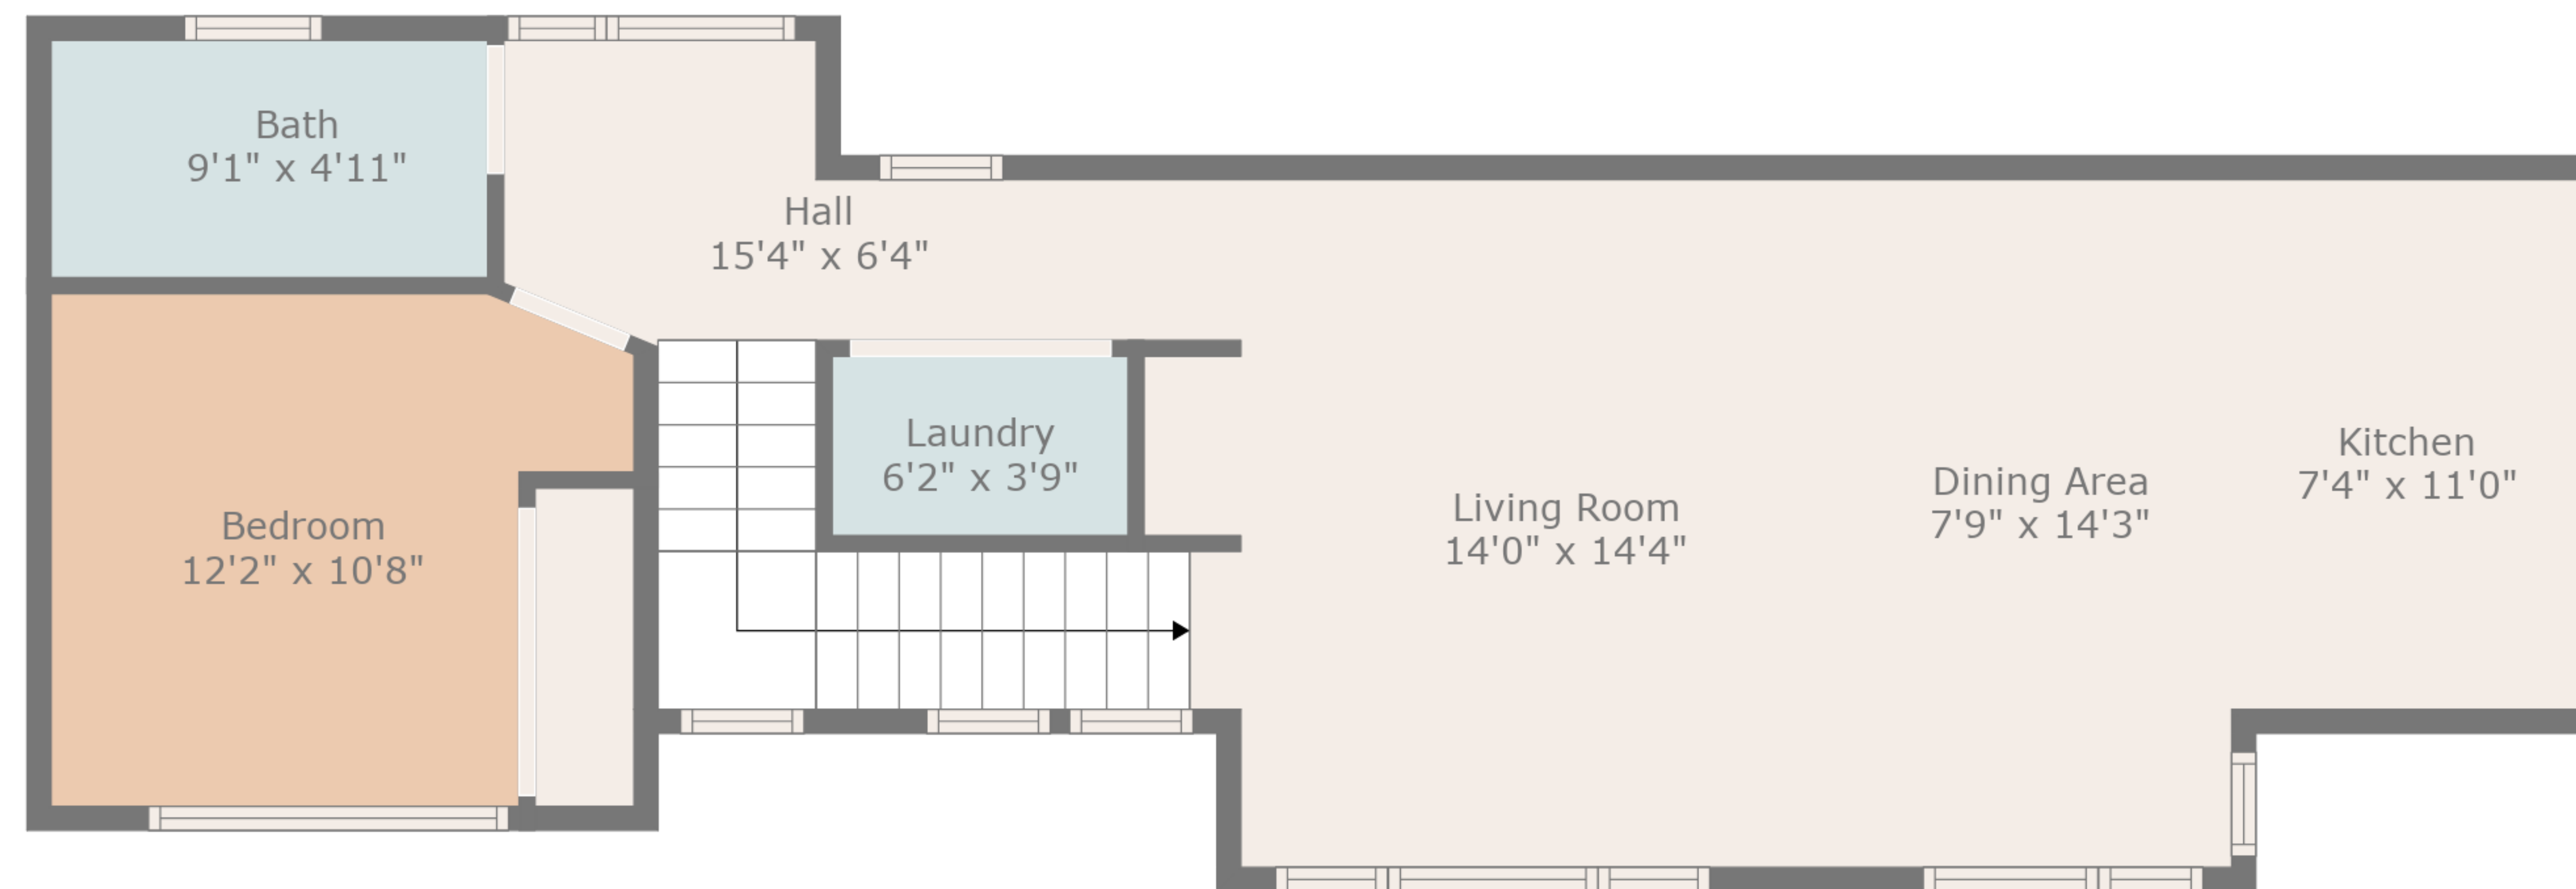 Bath
9'1" x 4'11"
Hall
15'4" x 6'4"
Laundry
6'2" x 3'9"
Bedroom
12'2" x 10'8"
Living Room
14'0" x 14'4"
Dining Area
7'9" x 14'3"
Kitchen
7'4" x 11'0"